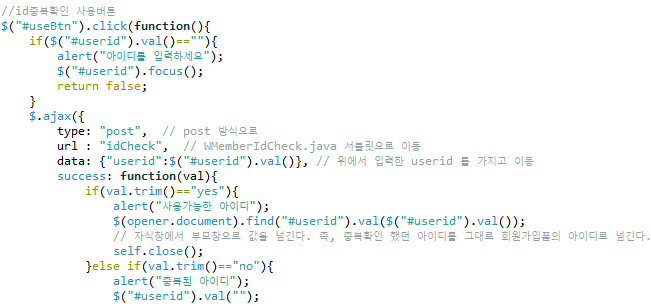 //id중복확인 사용버튼
$("#useBtn").click(function(){
if($("#userid").val()==""){
alert("아이디를 입력하세요");
$("#userid").focus();
return false;
}
$.ajax({
type: "post",  // post 방식으로
url : "idCheck",  // WMemberIdCheck.java 서블릿으로 이동
data: {"userid":$("#userid").val()}, // 위에서 입력한 userid 를 가지고 이동
success: function(val){
if(val.trim()=="yes"){
alert("사용가능한 아이디");
$(opener.document).find("#userid").val($("#userid").val());
// 자식창에서 부모창으로 값을 넘긴다. 즉, 중복확인 했던 아이디를 그대로 회원가입폼의 아이디로 넘긴다.
self.close();
}else if(val.trim()=="no"){
alert("중복된 아이디");
$("#userid").val("");